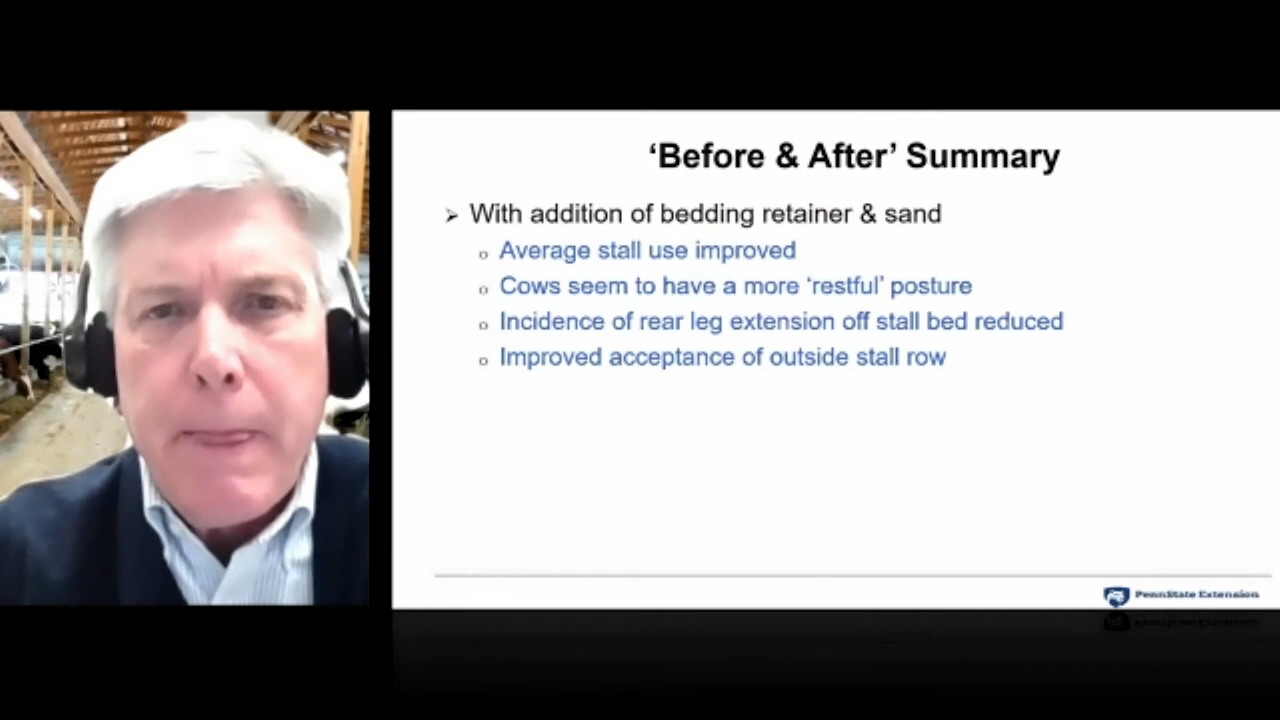 ‘Before & After’ Summary
➢ With addition of bedding retainer & sand
o Average stall use improved
o Cows seem to have a more ‘restful’ posture
o Incidence of rear leg extension off stall bed reduced
o Improved acceptance of outside stall row
PennState Extension